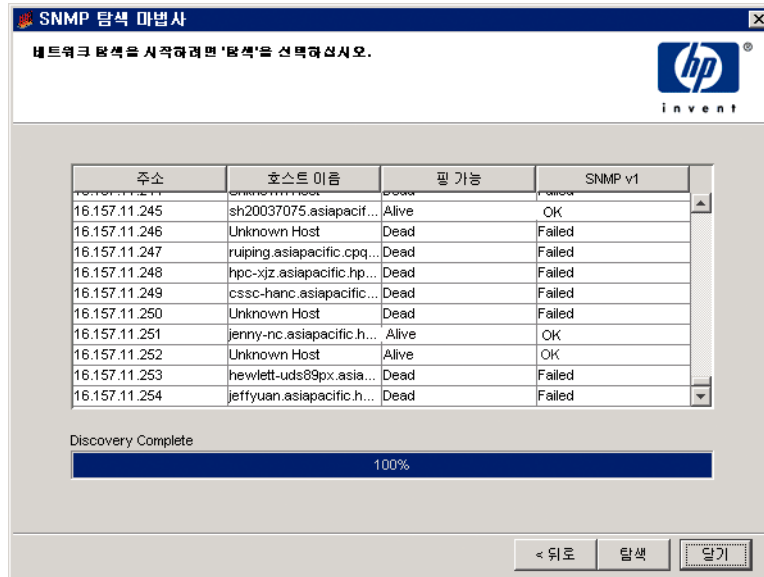 SNMP 탐색 마법사
네트워크 탐색을 시작하려면 '탐색'을 선택하십시오.
hp
®
invent
주소 호스트 이름 핑 가능 SNMP v1
16.157.11.245 sh20037075.asiapacif... Alive OK
16.157.11.246 Unknown Host Dead Failed
16.157.11.247 ruiping.asiapacific.cpq... Dead Failed
16.157.11.248 hpc-xjz.asiapacific.hp... Dead Failed
16.157.11.249 cssc-hanc.asiapacific... Dead Failed
16.157.11.250 Unknown Host Dead Failed
16.157.11.251 jenny-nc.asiapacific.h... Alive OK
16.157.11.252 Unknown Host Alive OK
16.157.11.253 hewlett-uds89px.asia... Dead Failed
16.157.11.254 jeffyuan.asiapacific.h... Dead Failed
Discovery Complete
100%
< 뒤로 탐색 닫기